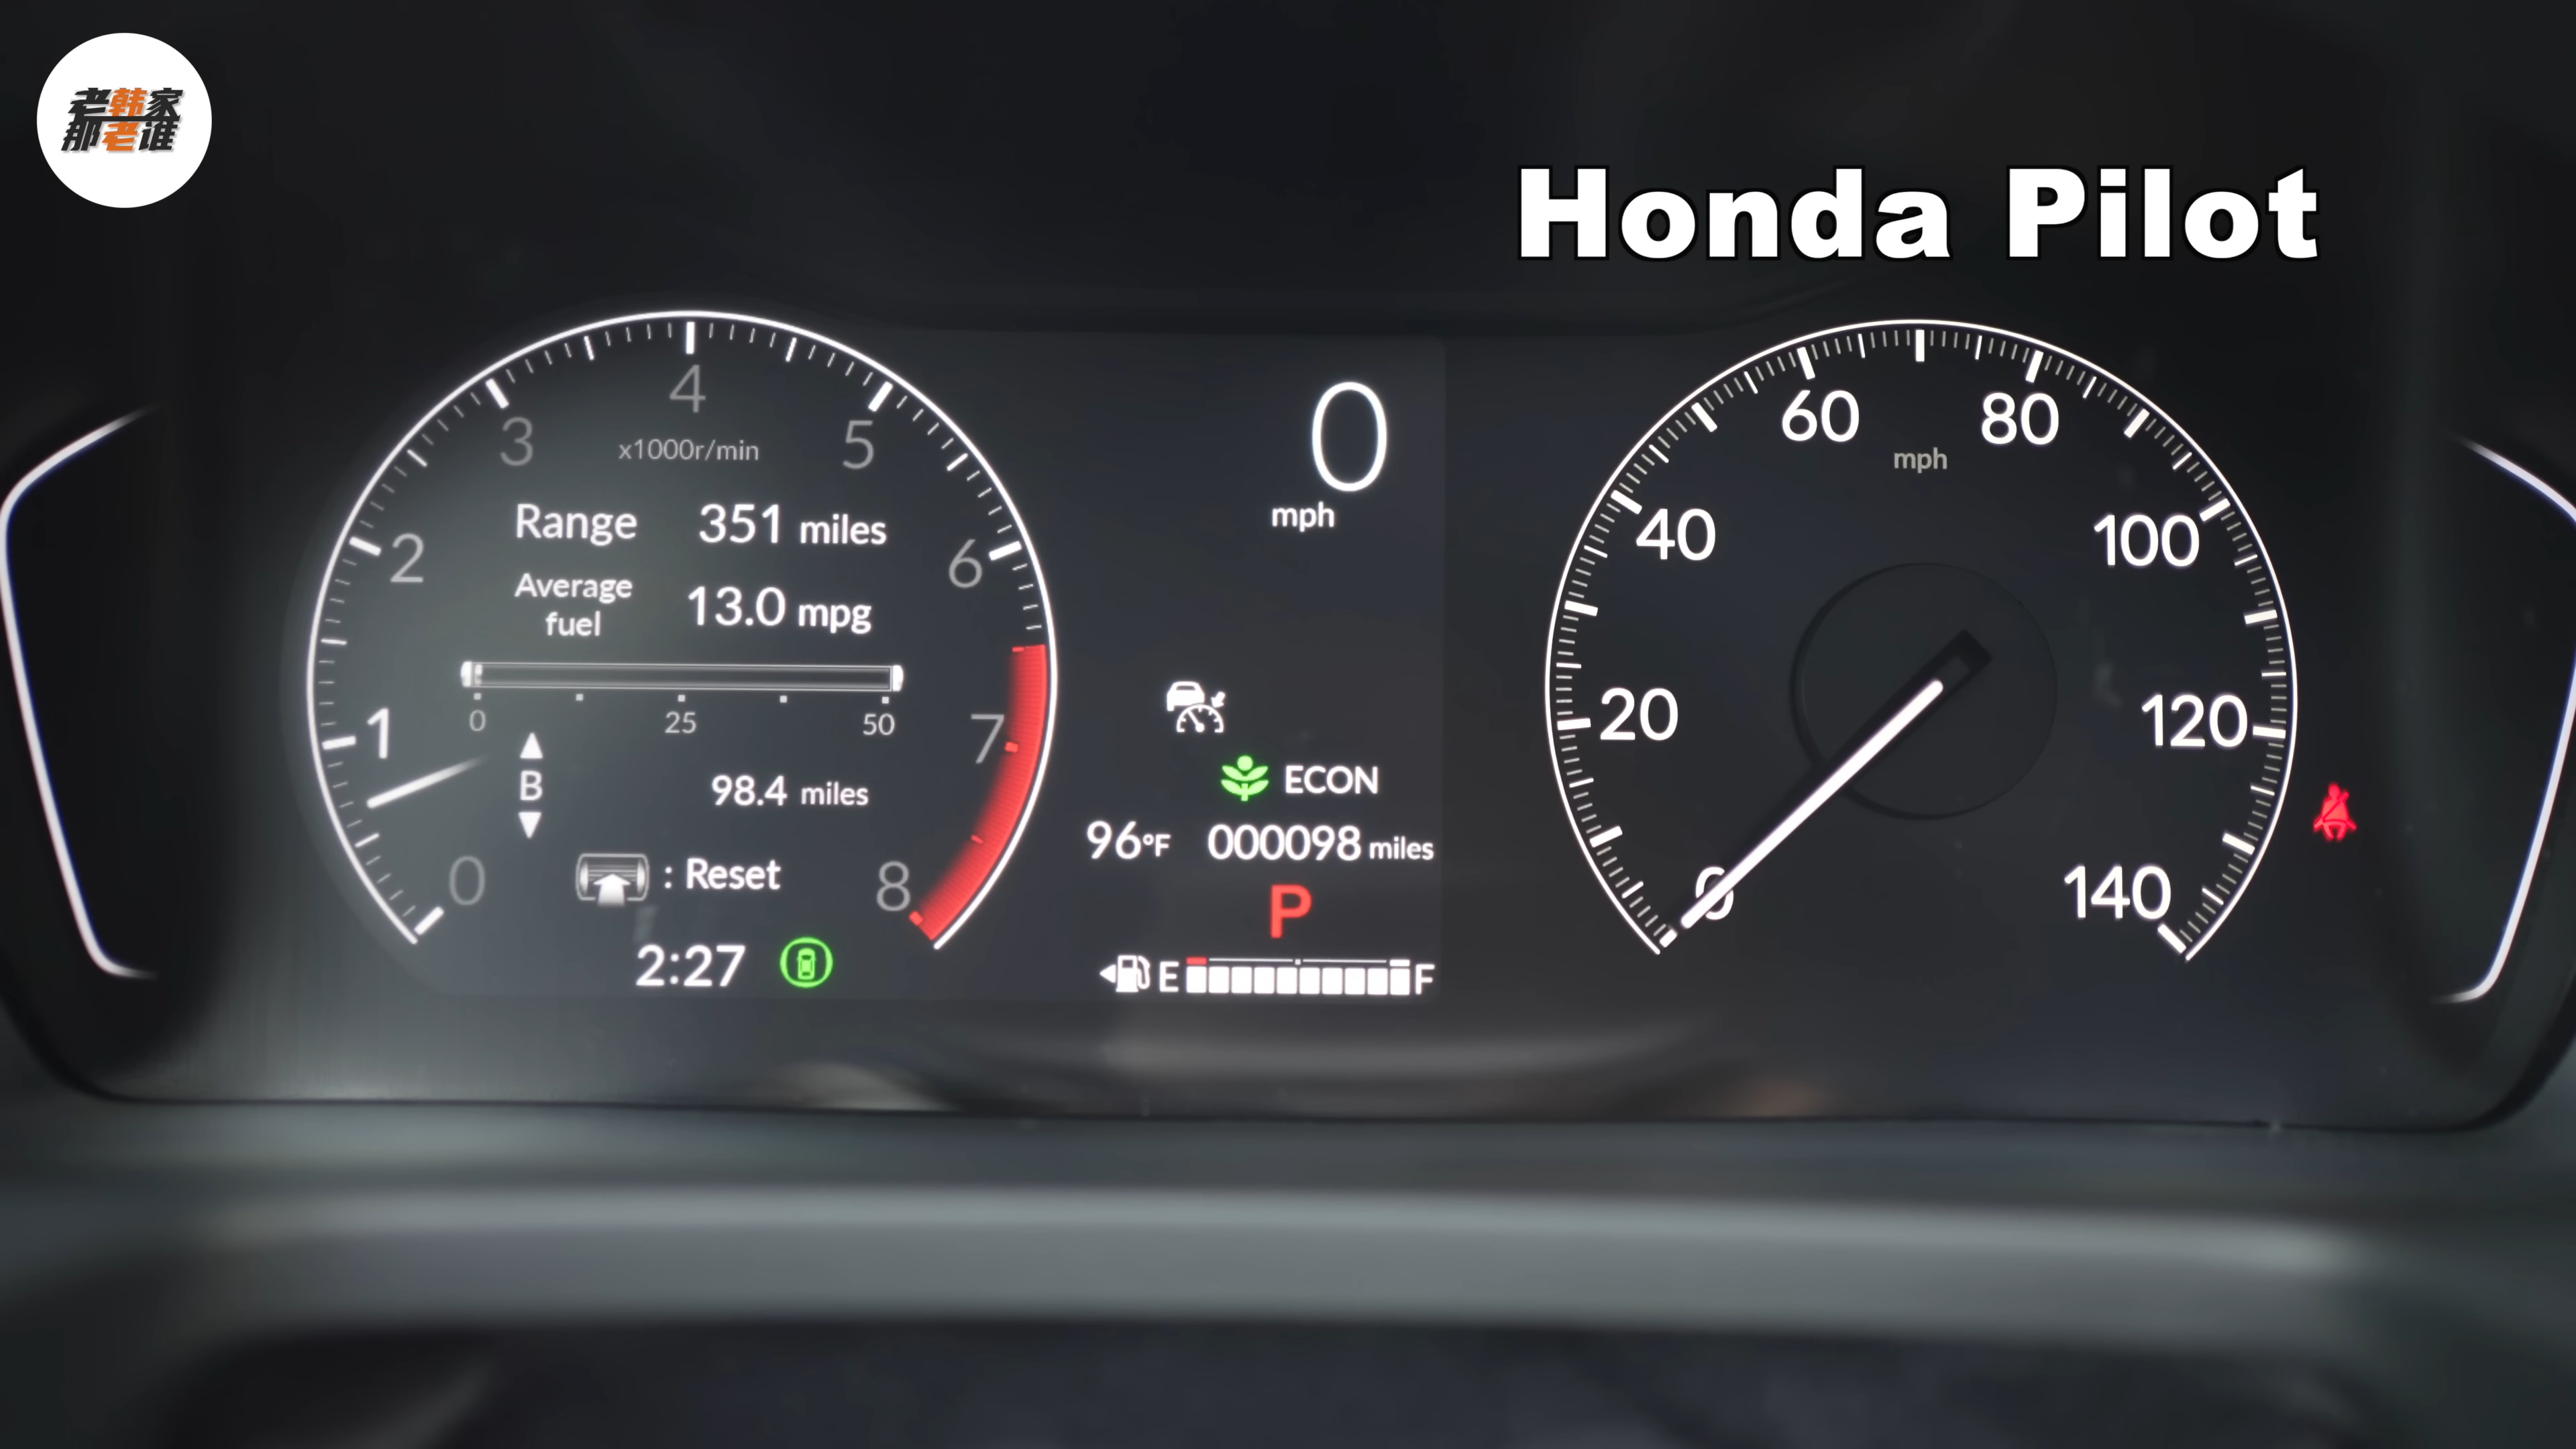 老韩家
那老谁
Honda Pilot
0 1 2 3 4 5 6 7 8
x1000r/min
Range 351 miles
Average
fuel 13.0 mpg
0 25 50
B
98.4 miles
: Reset
2:27
0
mph
ECON
96°F 000098 miles
P
E F
0 20 40 60 80 100 120 140
mph